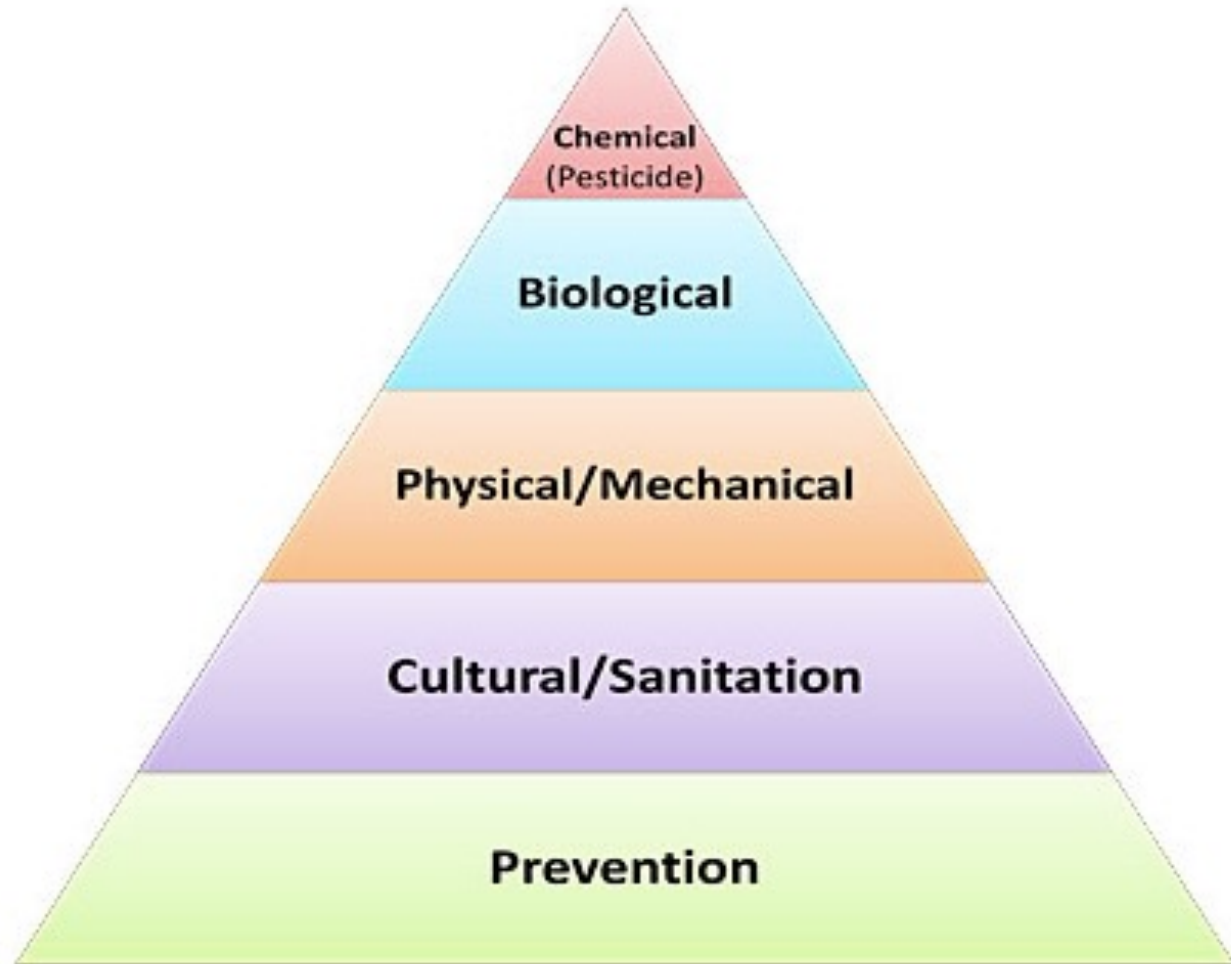 Chemical
(Pesticide)
Biological
Physical/Mechanical
Cultural/Sanitation
Prevention